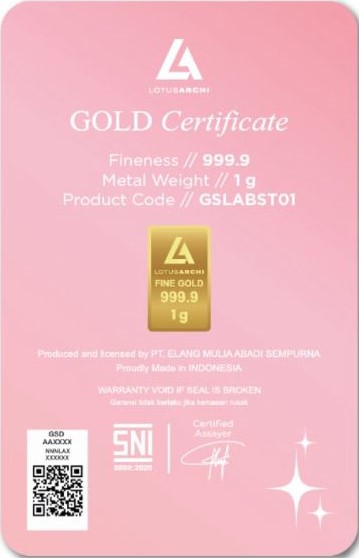 LOTUSARCHI
GOLD Certificate
Fineness // 999.9
Metal Weight // 1 g
Product Code // GSLABST01
LOTUSARCHI
FINE GOLD
999.9
1g
Produced and licensed by PT. ELANG MULIA ABADI SEMPURNA
Proudly Made in INDONESIA
WARRANTY VOID IF SEAL IS BROKEN
Garansi tidak berlaku jika kemasan rusak
GSD
AAXXXX
NNNLAX
XXXXXX
SNI
Certified
Assayer